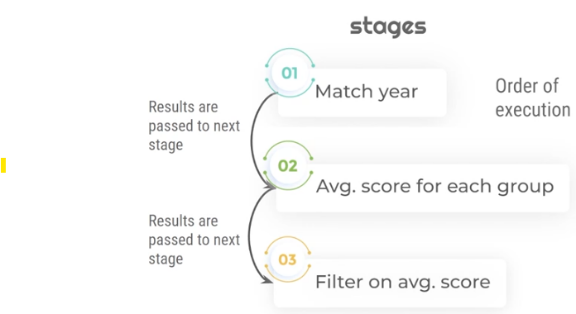 stages
01
Match year
Order of
execution
Results are
passed to next
stage
02
Avg. score for each group
Results are
passed to next
stage
03
Filter on avg. score